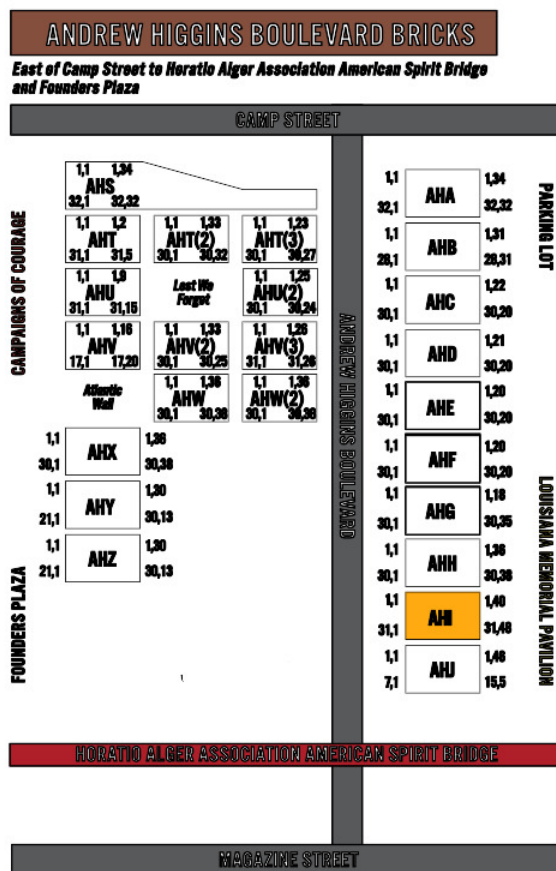 ANDREW HIGGINS BOULEVARD BRICKS
East of Camp Street to Horatio Alger Association American Spirit Bridge
and Founders Plaza
CAMP STREET
CAMPAIGNS OF COURAGE
FOUNDERS PLAZA
1,1 1,34
AHS
32,1 32,32
1,1 1,2
AHT
31,1 31,5
1,1 1,33
AHT(2)
30,1 30,32
1,1 1,23
AHT(3)
30,1 30,27
1,1 1,9
AHU
31,1 31,15
Lest We
Forget
1,1 1,25
AHU(2)
30,1 30,24
1,1 1,16
AHV
17,1 17,20
1,1 1,33
AHV(2)
30,1 30,25
1,1 1,26
AHV(3)
31,1 31,26
Atlantic
Wall
1,1 1,36
AHW
30,1 30,38
1,1 1,36
AHW(2)
30,1 30,38
1,1 1,36
AHX
30,1 30,38
1,1 1,30
AHY
21,1 30,13
1,1 1,30
AHZ
21,1 30,13
ANDREW HIGGINS BOULEVARD
1,1 1,34
AHA
32,1 32,32
1,1 1,31
AHB
28,1 28,31
1,1 1,22
AHC
30,1 30,20
1,1 1,21
AHD
30,1 30,20
1,1 1,20
AHE
30,1 30,20
1,1 1,20
AHF
30,1 30,20
1,1 1,18
AHG
30,1 30,35
1,1 1,36
AHH
30,1 30,38
1,1 1,40
AHI
31,1 31,48
1,1 1,48
AHJ
7,1 15,5
PARKING LOT
LOUISIANA MEMORIAL PAVILION
HORATIO ALGER ASSOCIATION AMERICAN SPIRIT BRIDGE
MAGAZINE STREET